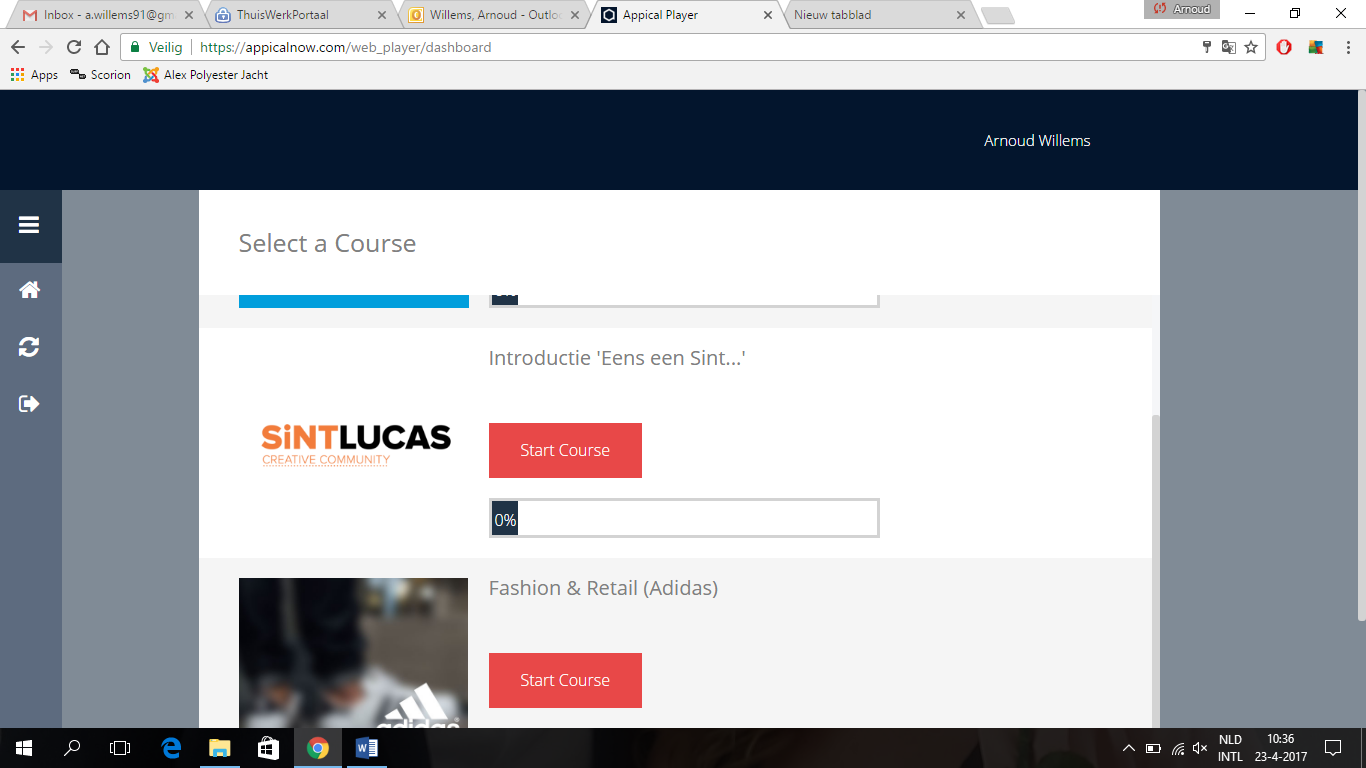 Inbox - a.willems91@gm
ThuisWerkPortaal
Willems, Arnoud - Outlo
Appical Player
Nieuw tabblad
Arnoud
Veilig
https://appicalnow.com/web_player/dashboard
Apps
Scorion
Alex Polyester Jacht
Arnoud Willems
Select a Course
Introductie 'Eens een Sint...'
SiNTLUCAS
CREATIVE COMMUNITY
Start Course
0%
Fashion & Retail (Adidas)
Start Course
adidas
NLD
INTL
10:36
23-4-2017